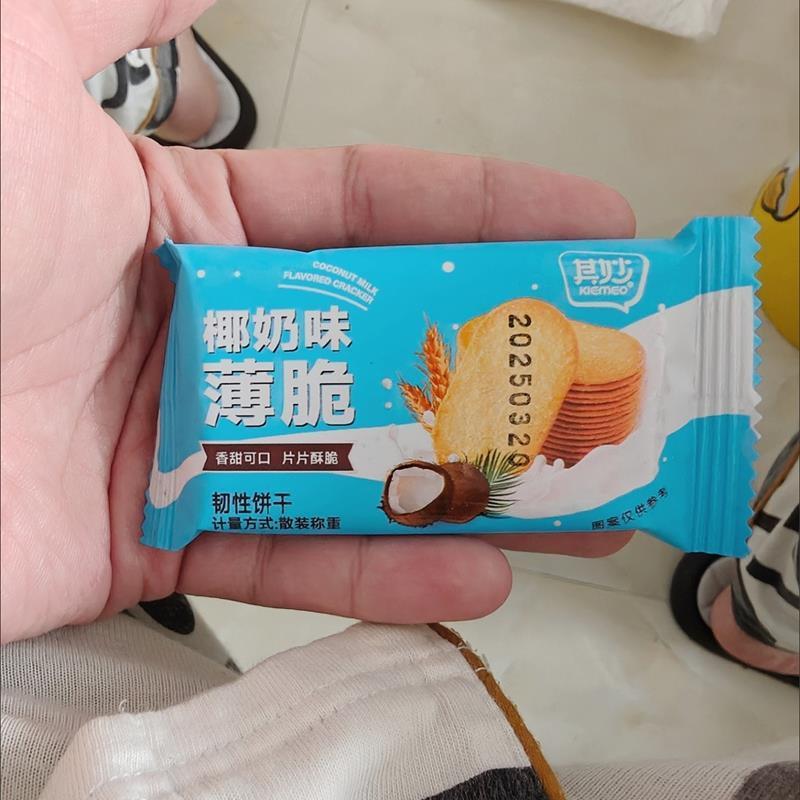 其妙
KIEMEO
COCONUT MILK
FLAVORED CRACKER
椰奶味
薄脆
20250320
香甜可口 片片酥脆
韧性饼干
计量方式:散装称重
图案仅供参考